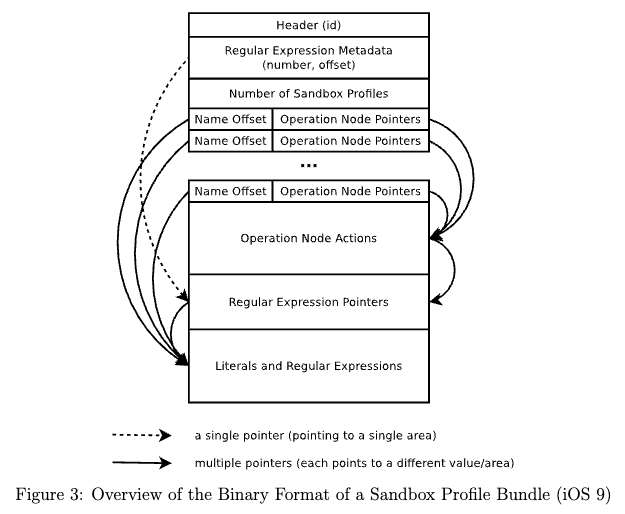 Header (id)
Regular Expression Metadata
(number, offset)
Number of Sandbox Profiles
Name Offset Operation Node Pointers
Name Offset Operation Node Pointers
...
Name Offset Operation Node Pointers
Operation Node Actions
Regular Expression Pointers
Literals and Regular Expressions
a single pointer (pointing to a single area)
multiple pointers (each points to a different value/area)
Figure 3: Overview of the Binary Format of a Sandbox Profile Bundle (iOS 9)